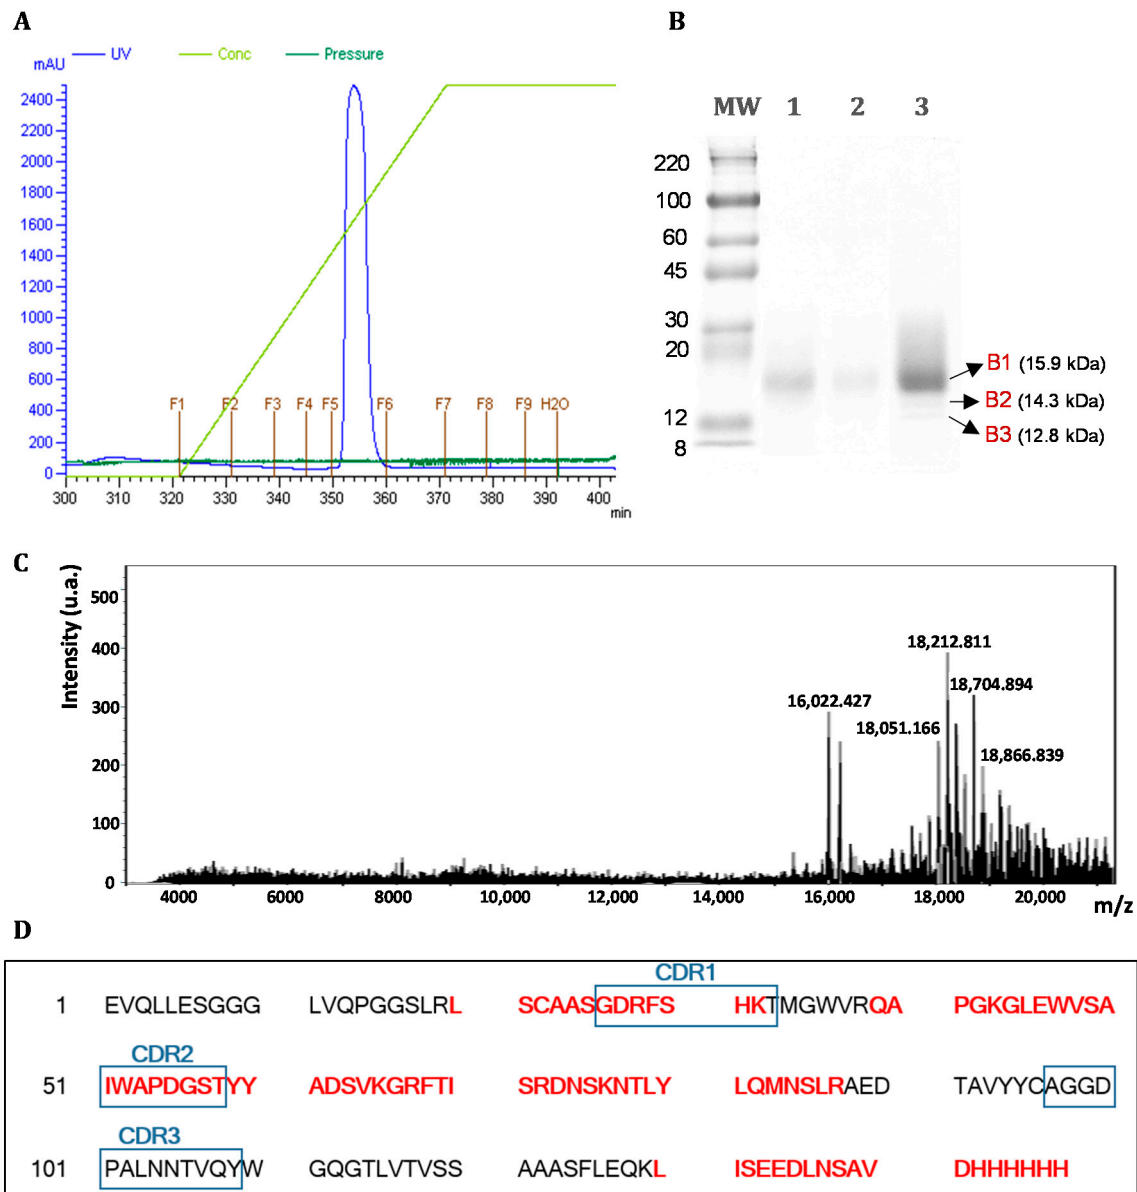 A
UV Conc Pressure
mAU
2400
2200
2000
1800
1600
1400
1200
1000
800
600
400
200
0
F1 F2 F3 F4 F5 F6 F7 F8 F9 H2O
300 310 320 330 340 350 360 370 380 390 400
min
B
MW 1 2 3
220
100
60
45
30
20
12
8
B1 (15.9 kDa)
B2 (14.3 kDa)
B3 (12.8 kDa)
C
Intensity (u.a.)
500
400
300
200
100
0
16,022.427
18,051.166
18,212.811
18,704.894
18,866.839
4000 6000 8000 10,000 12,000 14,000 16,000 18,000 20,000
m/z
D
CDR1
1 EVQLLESGGG LVQPGGSLRL SCAASGDRFS HKTMGWVRQA PGKGLEWVSA
CDR2
51 IWAPDGSTYY ADSVKGRFTI SRDNSKNTLY LQMNSLRAED TAVYYCAGGD
CDR3
101 PALNNTVQYW GQGTLVTVSS AAASFLEQKL ISEEDLNSAV DHHHHHH